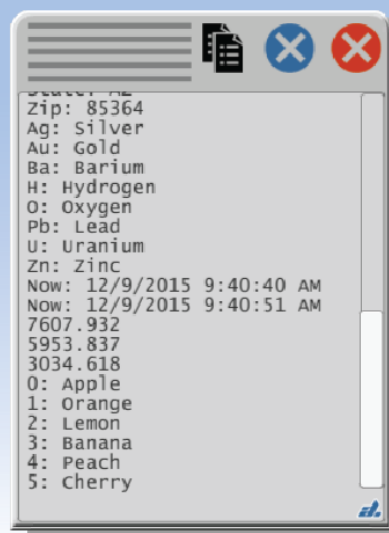 Zip: 85364
Ag: Silver
Au: Gold
Ba: Barium
H: Hydrogen
O: Oxygen
Pb: Lead
U: Uranium
Zn: Zinc
Now: 12/9/2015 9:40:40 AM
Now: 12/9/2015 9:40:51 AM
7607.932
5953.837
3034.618
0: Apple
1: Orange
2: Lemon
3: Banana
4: Peach
5: Cherry